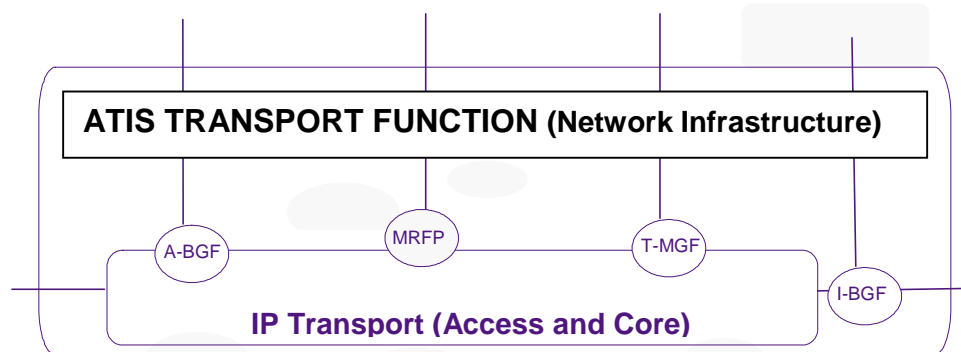 ATIS TRANSPORT FUNCTION (Network Infrastructure)
A-BGF
MRFP
T-MGF
I-BGF
IP Transport (Access and Core)